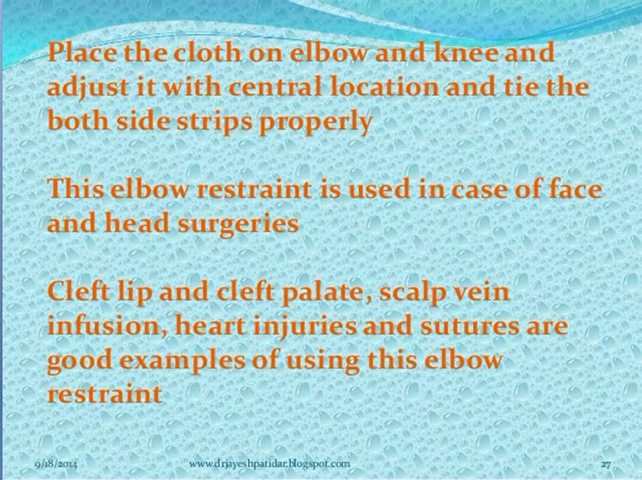 Place the cloth on elbow and knee and
adjust it with central location and tie the
both side strips properly
This elbow restraint is used in case of face
and head surgeries
Cleft lip and cleft palate, scalp vein
infusion, heart injuries and sutures are
good examples of using this elbow
restraint
9/18/2014 www.drjayeshpatidar.blogspot.com 27